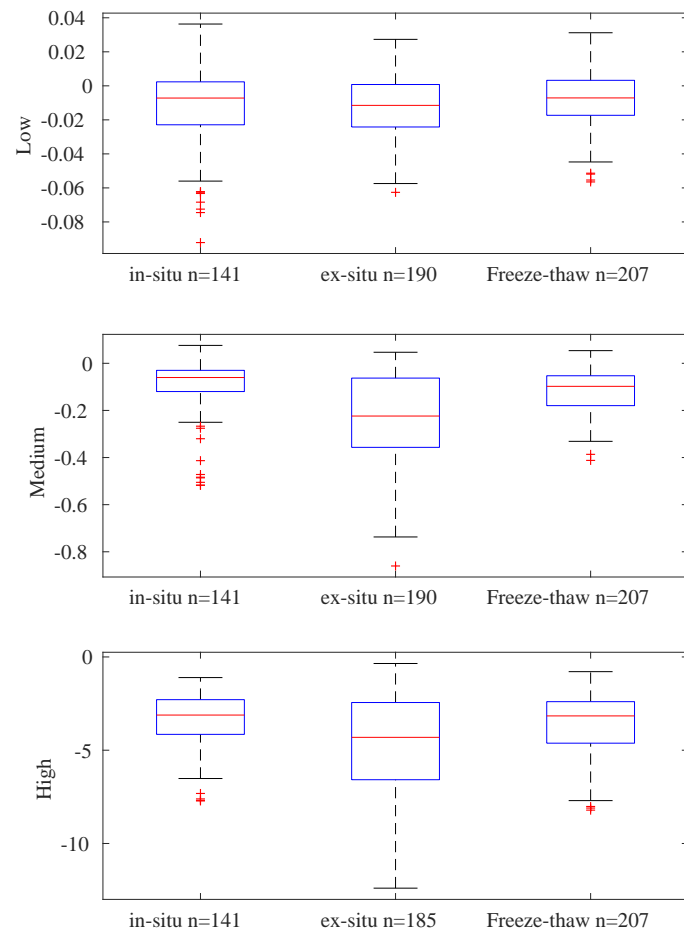 0.04
0.02
0
-0.02
-0.04
-0.06
-0.08
Low
in-situ n=141 ex-situ n=190 Freeze-thaw n=207
0
-0.2
-0.4
-0.6
-0.8
Medium
in-situ n=141 ex-situ n=190 Freeze-thaw n=207
0
-5
-10
High
in-situ n=141 ex-situ n=185 Freeze-thaw n=207